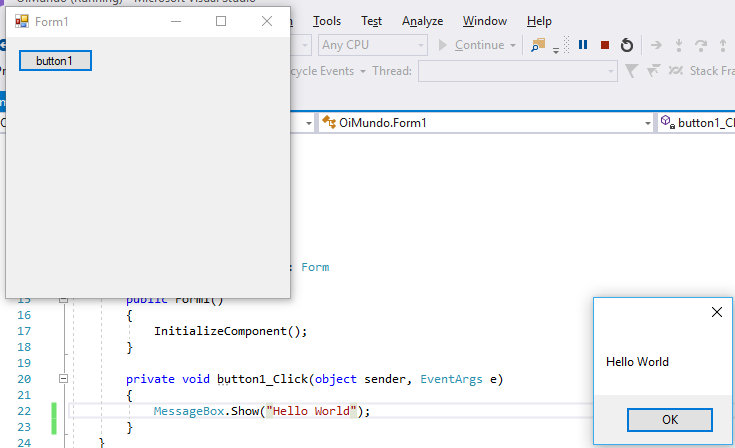 OiMundo (Running) - Microsoft Visual Studio
Form1
Tools Test Analyze Window Help
Any CPU Continue
button1
cycle Events Thread: Stack Fra
OiMundo.Form1 button1_Cl
: Form
15 public Form1()
16 {
17 InitializeComponent();
18 }
19
20 private void button1_Click(object sender, EventArgs e)
21 {
22 MessageBox.Show("Hello World");
23 }
24 }
Hello World
OK